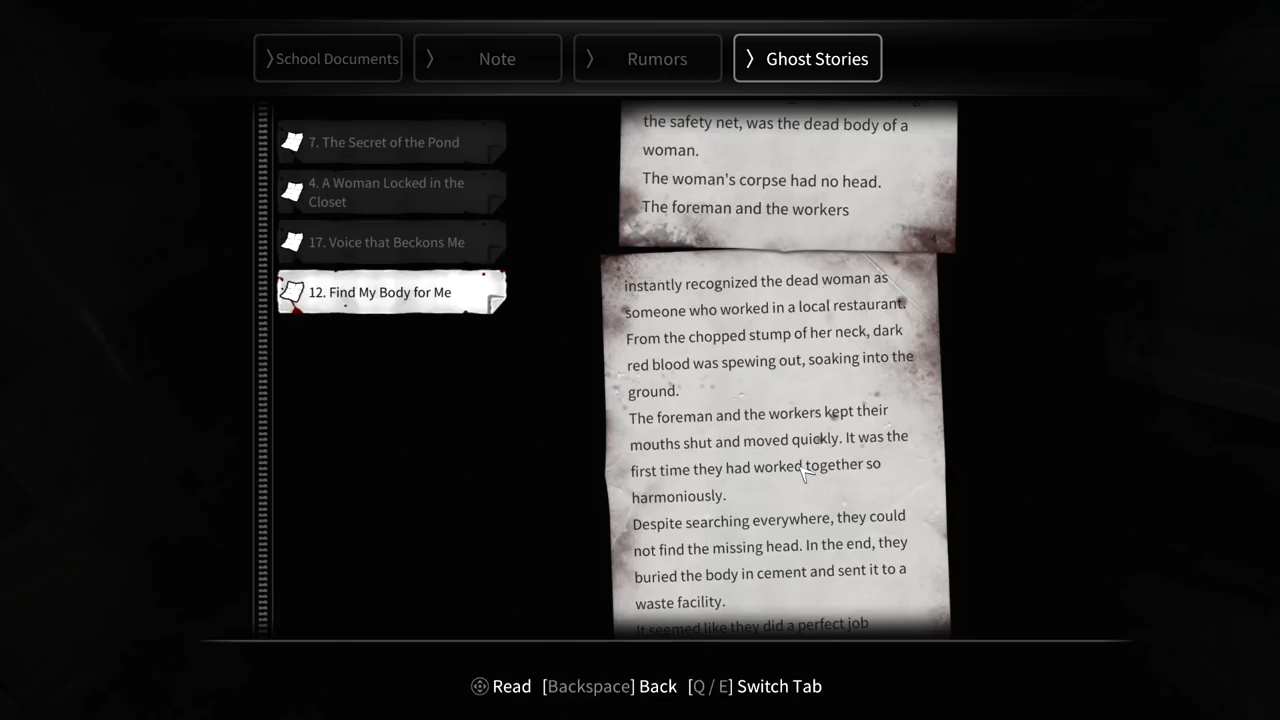 School Documents
Note
Rumors
Ghost Stories
7. The Secret of the Pond
4. A Woman Locked in the
Closet
17. Voice that Beckons Me
12. Find My Body for Me
the safety net, was the dead body of a
woman.
The woman's corpse had no head.
The foreman and the workers
4
instantly recognized the dead woman as
someone who worked in a local restaurant.
From the chopped stump of her neck, dark
red blood was spewing out, soaking into the
ground.
The foreman and the workers kept their
mouths shut and moved quickly. It was the
first time they had worked together so
harmoniously.
Despite searching everywhere, they could
not find the missing head. In the end, they
buried the body in cement and sent it to a
waste facility.
It seemed like they did a perfect job
Read [Backspace] Back [Q / E] Switch Tab